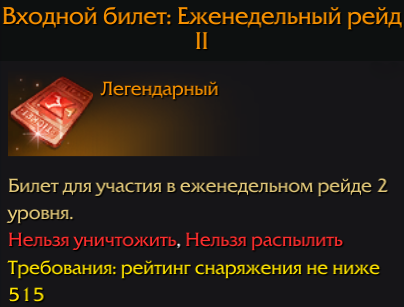 Входной билет: Еженедельный рейд
II
Легендарный
Билет для участия в еженедельном рейде 2
уровня.
Нельзя уничтожить, Нельзя распылить
Требования: рейтинг снаряжения не ниже
515